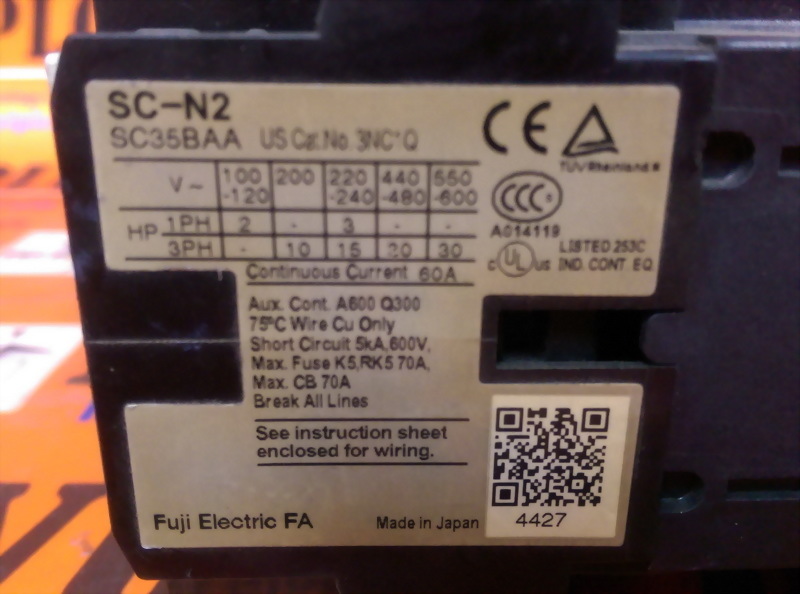 SC-N2
SC35BAA US Cat.No. 3NC*Q
CE
TÜVRheinland
V~ 100-120 200 220-240 440-480 550-600
HP 1PH 2 - 3 - -
3PH - 10 15 20 30
CCC
A014119
c UL us LISTED 253C
IND. CONT. EQ.
Continuous Current 60A
Aux. Cont. A600 Q300
75°C Wire Cu Only
Short Circuit 5kA,600V,
Max. Fuse K5,RK5 70A,
Max. CB 70A
Break All Lines
See instruction sheet
enclosed for wiring.
Fuji Electric FA
Made in Japan
4427